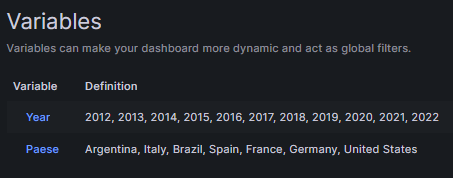 Variables
Variables can make your dashboard more dynamic and act as global filters.
Variable Definition
Year 2012, 2013, 2014, 2015, 2016, 2017, 2018, 2019, 2020, 2021, 2022
Paese Argentina, Italy, Brazil, Spain, France, Germany, United States